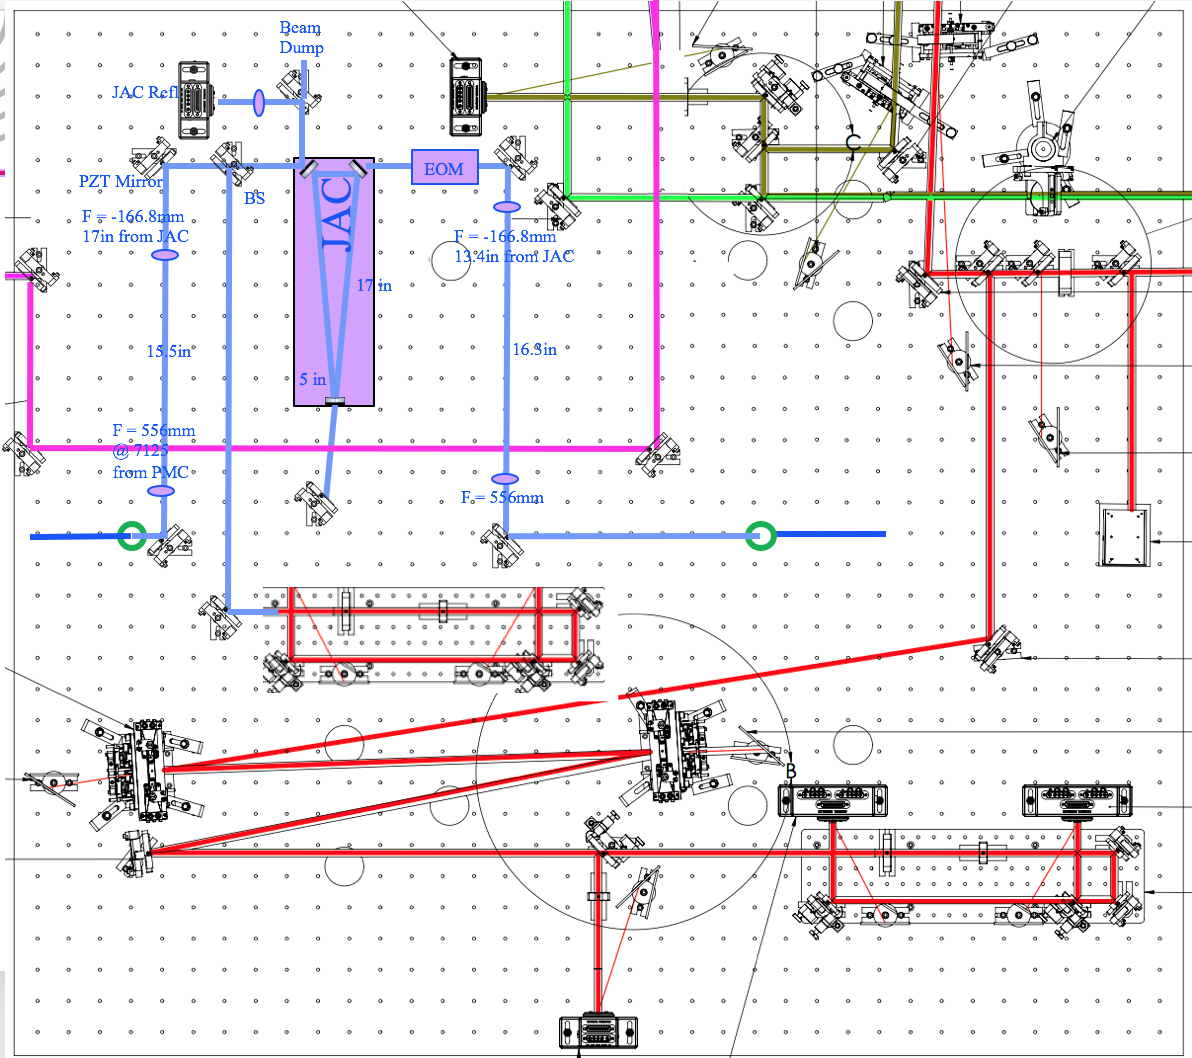 Beam
Dump
JAC Refl
PZT Mirror
BS
EOM
C
JAC
F = -166.8mm
17in from JAC
F = -166.8mm
13.4in from JAC
17 in
15.5in
16.3in
5 in
F = 556mm
@ 7125
from PMC
F = 556mm
B